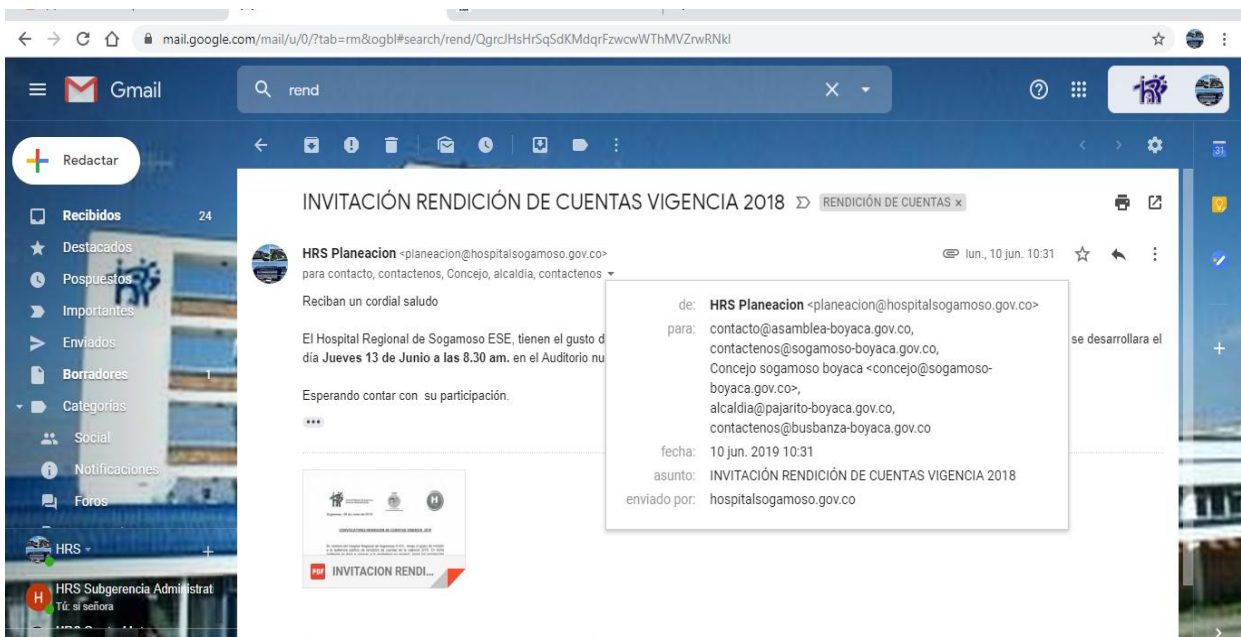 mail.google.com/mail/u/0/?tab=rm&ogbl#search/rend/QgrcJHsHrSqSdKMdqrFzwcwWThMVZrwRNkl
Gmail
rend
Redactar
31
Recibidos 24
Destacados
Pospuestos
Importantes
Enviados
Borradores 1
Categorías
Social
Notificaciones
Foros
HRS
H
HRS Subgerencia Administrat
Tú: si señora
INVITACIÓN RENDICIÓN DE CUENTAS VIGENCIA 2018 RENDICIÓN DE CUENTAS ×
HRS Planeacion <planeacion@hospitalsogamoso.gov.co> lun., 10 jun. 10:31
para contacto, contactenos, Concejo, alcaldia, contactenos
Reciban un cordial saludo
El Hospital Regional de Sogamoso ESE, tienen el gusto d se desarrollara el
día Jueves 13 de Junio a las 8.30 am. en el Auditorio nu
Esperando contar con su participación.
de: HRS Planeacion <planeacion@hospitalsogamoso.gov.co>
para: contacto@asamblea-boyaca.gov.co,
contactenos@sogamoso-boyaca.gov.co,
Concejo sogamoso boyaca <concejo@sogamoso-
boyaca.gov.co>,
alcaldia@pajarito-boyaca.gov.co,
contactenos@busbanza-boyaca.gov.co
fecha: 10 jun. 2019 10:31
asunto: INVITACIÓN RENDICIÓN DE CUENTAS VIGENCIA 2018
enviado por: hospitalsogamoso.gov.co
PDF INVITACION RENDI...